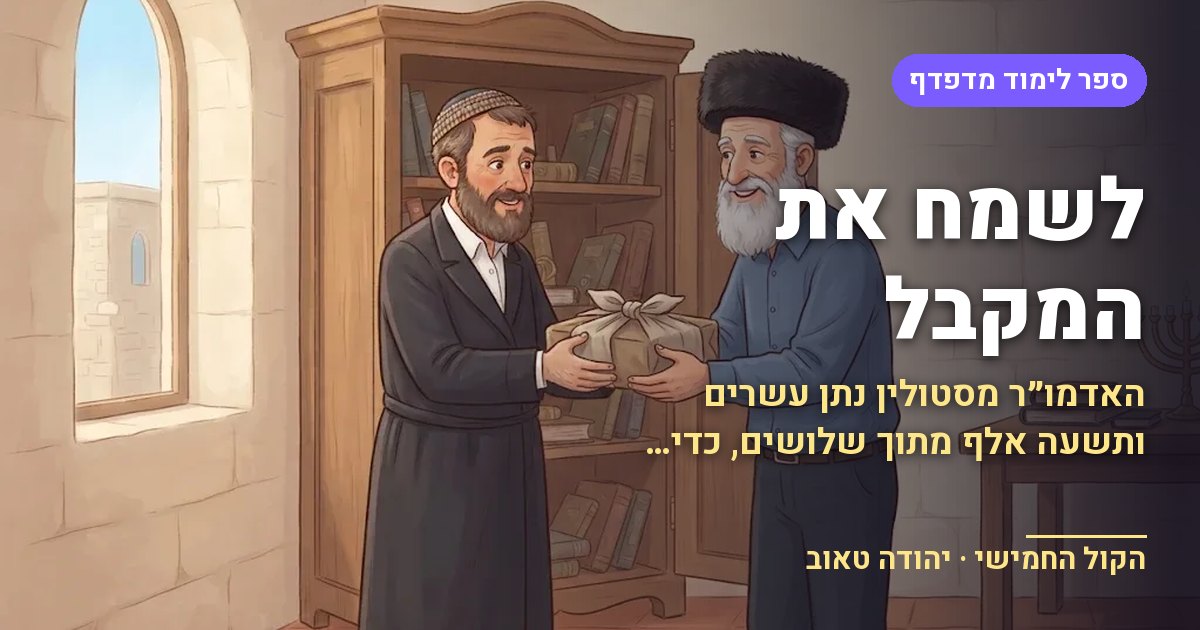 ספר לימוד מדפדף
לשמח את
המקבל
האדמו״ר מסטולין נתן עשרים
ותשעה אלף מתוך שלושים, כדי...
הקול החמישי · יהודה טאוב